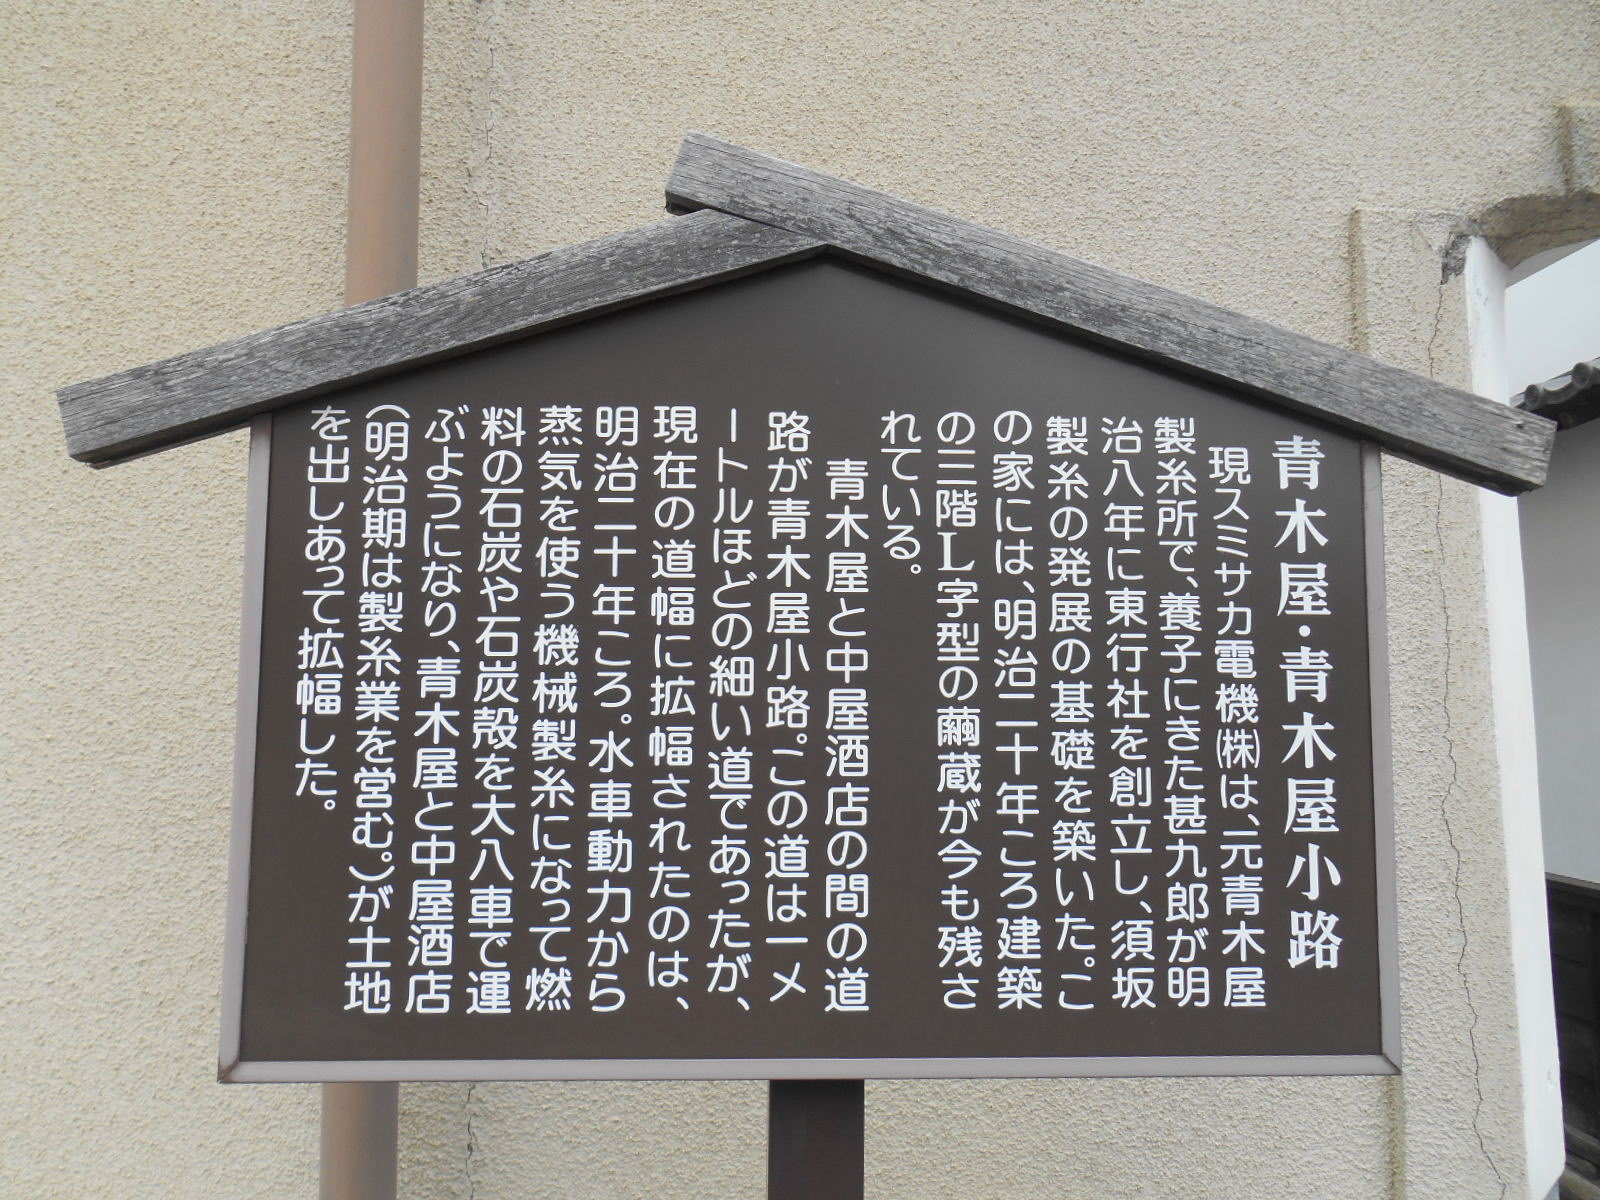 青木屋・青木屋小路
現スミサカ電機㈱は、元青木屋
製糸所で、養子にきた甚九郎が明
治八年に東行社を創立し、須坂
製糸の発展の基礎を築いた。こ
の家には、明治二十年ころ建築
の三階L字型の繭蔵が今も残さ
れている。
青木屋と中屋酒店の間の道
路が青木屋小路。この道は一メ
ートルほどの細い道であったが、
現在の道幅に拡幅されたのは、
明治二十年ころ。水車動力から
蒸気を使う機械製糸になって燃
料の石炭や石炭殻を大八車で運
ぶようになり、青木屋と中屋酒店
(明治期は製糸業を営む。)が土地
を出しあって拡幅した。